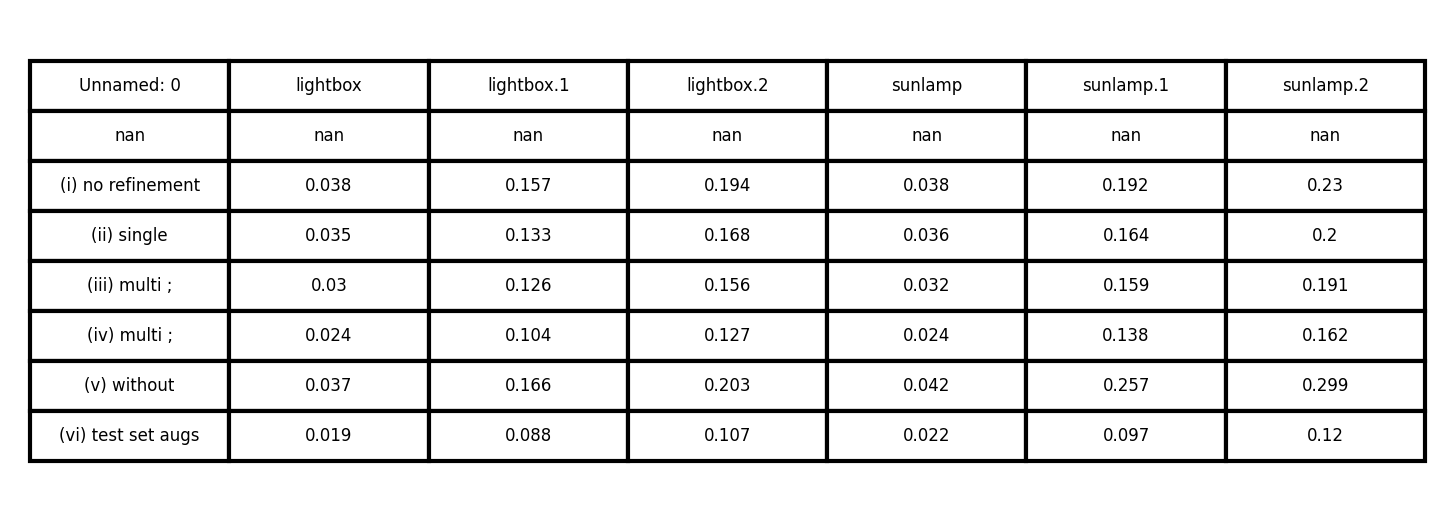 Unnamed: 0 lightbox lightbox.1 lightbox.2 sunlamp sunlamp.1 sunlamp.2
nan nan nan nan nan nan nan
(i) no refinement 0.038 0.157 0.194 0.038 0.192 0.23
(ii) single 0.035 0.133 0.168 0.036 0.164 0.2
(iii) multi ; 0.03 0.126 0.156 0.032 0.159 0.191
(iv) multi ; 0.024 0.104 0.127 0.024 0.138 0.162
(v) without 0.037 0.166 0.203 0.042 0.257 0.299
(vi) test set augs 0.019 0.088 0.107 0.022 0.097 0.12